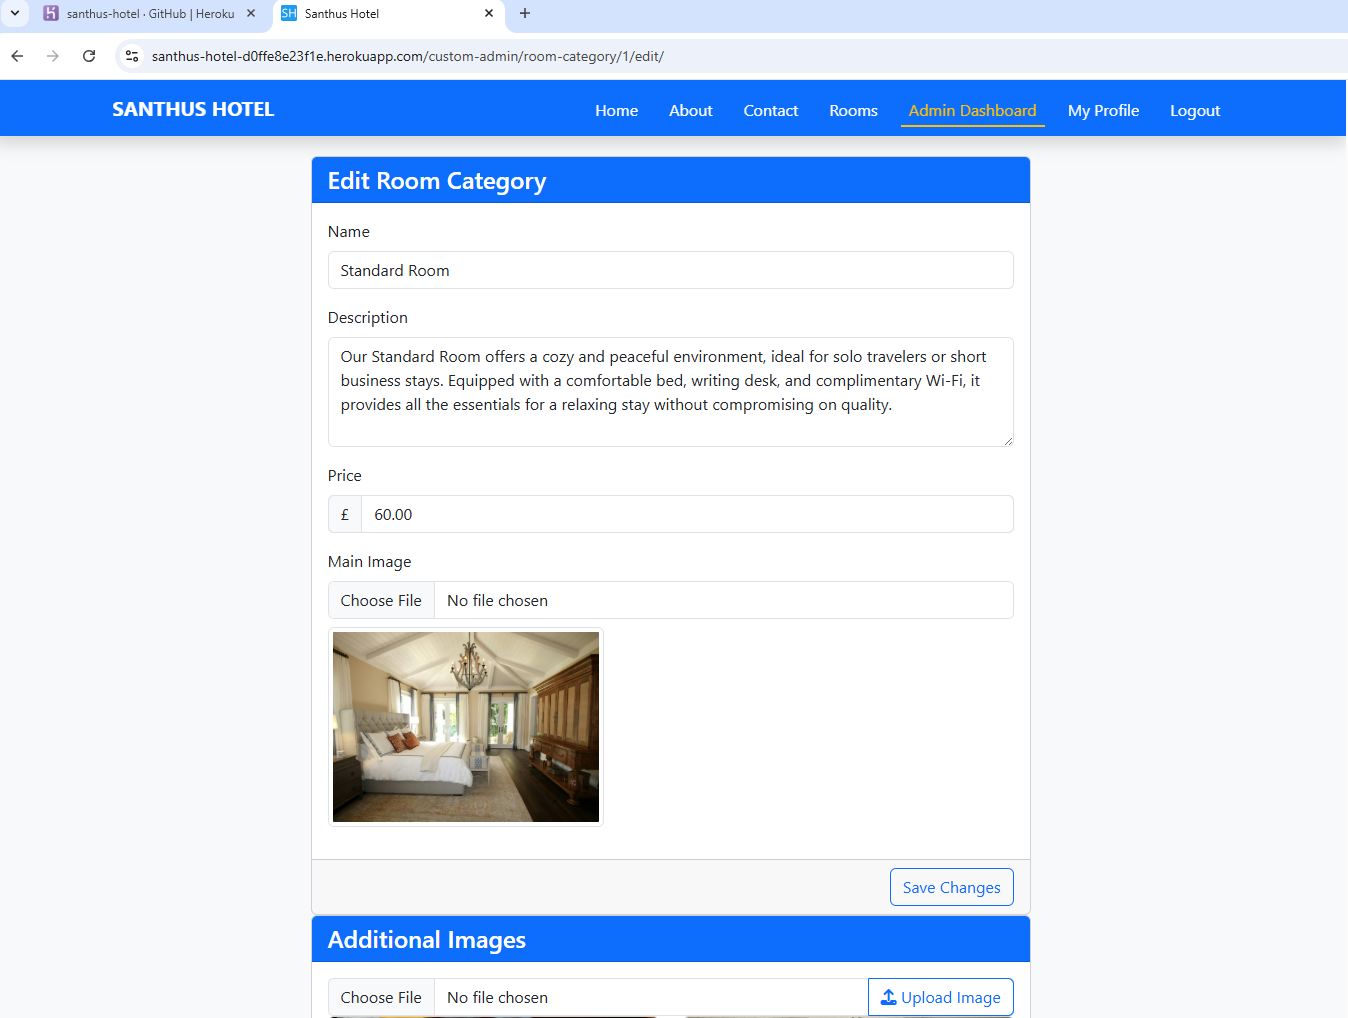 santhus-hotel · GitHub | Heroku
SH Santhus Hotel
santhus-hotel-d0ffe8e23f1e.herokuapp.com/custom-admin/room-category/1/edit/
SANTHUS HOTEL
Home
About
Contact
Rooms
Admin Dashboard
My Profile
Logout
Edit Room Category
Name
Standard Room
Description
Our Standard Room offers a cozy and peaceful environment, ideal for solo travelers or short
business stays. Equipped with a comfortable bed, writing desk, and complimentary Wi-Fi, it
provides all the essentials for a relaxing stay without compromising on quality.
Price
£ 60.00
Main Image
Choose File No file chosen
Save Changes
Additional Images
Choose File No file chosen
Upload Image